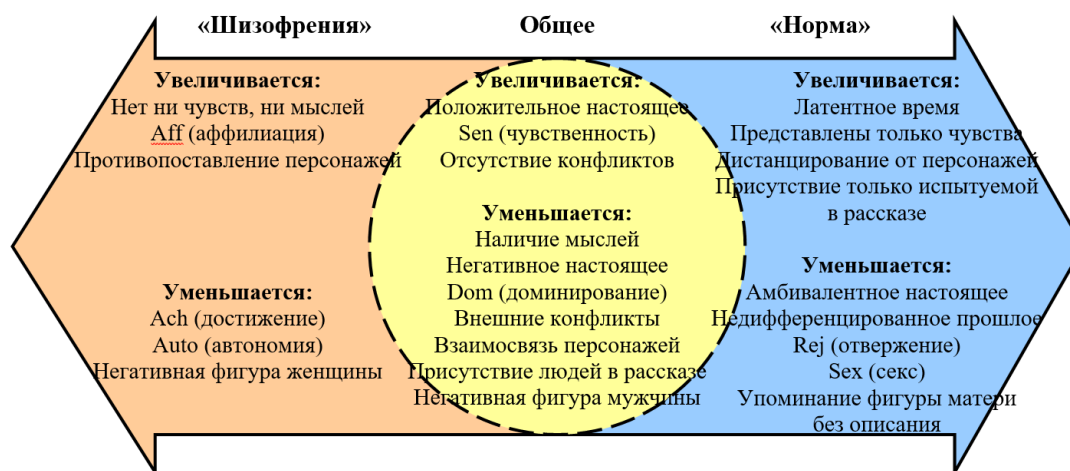 «Шизофрения»
Общее
«Норма»
Увеличивается:
Нет ни чувств, ни мыслей
Aff (аффилиация)
Противопоставление персонажей
Уменьшается:
Ach (достижение)
Auto (автономия)
Негативная фигура женщины
Увеличивается:
Положительное настоящее
Sen (чувственность)
Отсутствие конфликтов
Уменьшается:
Наличие мыслей
Негативное настоящее
Dom (доминирование)
Внешние конфликты
Взаимосвязь персонажей
Присутствие людей в рассказе
Негативная фигура мужчины
Увеличивается:
Латентное время
Представлены только чувства
Дистанцирование от персонажей
Присутствие только испытуемой
в рассказе
Уменьшается:
Амбивалентное настоящее
Недифференцированное прошлое
Rej (отвержение)
Sex (секс)
Упоминание фигуры матери
без описания